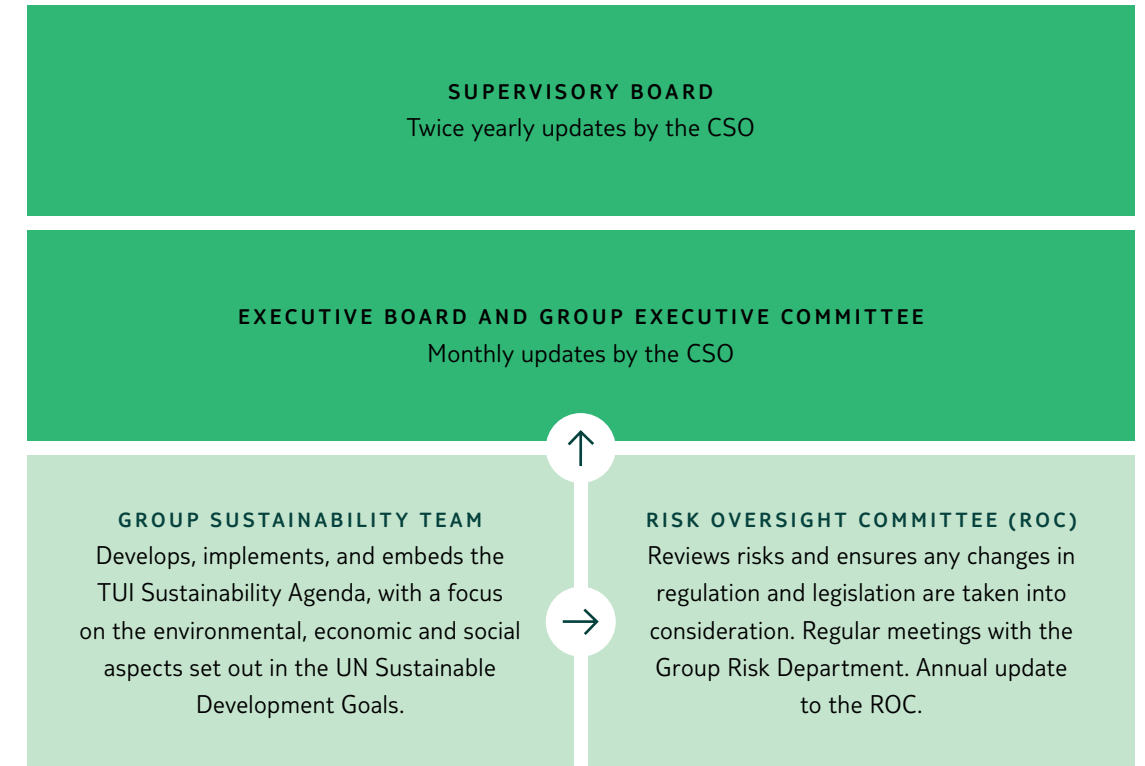 SUPERVISORY BOARD
Twice yearly updates by the CSO
EXECUTIVE BOARD AND GROUP EXECUTIVE COMMITTEE
Monthly updates by the CSO
GROUP SUSTAINABILITY TEAM
Develops, implements, and embeds the
TUI Sustainability Agenda, with a focus
on the environmental, economic and social
aspects set out in the UN Sustainable
Development Goals.
RISK OVERSIGHT COMMITTEE (ROC)
Reviews risks and ensures any changes in
regulation and legislation are taken into
consideration. Regular meetings with the
Group Risk Department. Annual update
to the ROC.